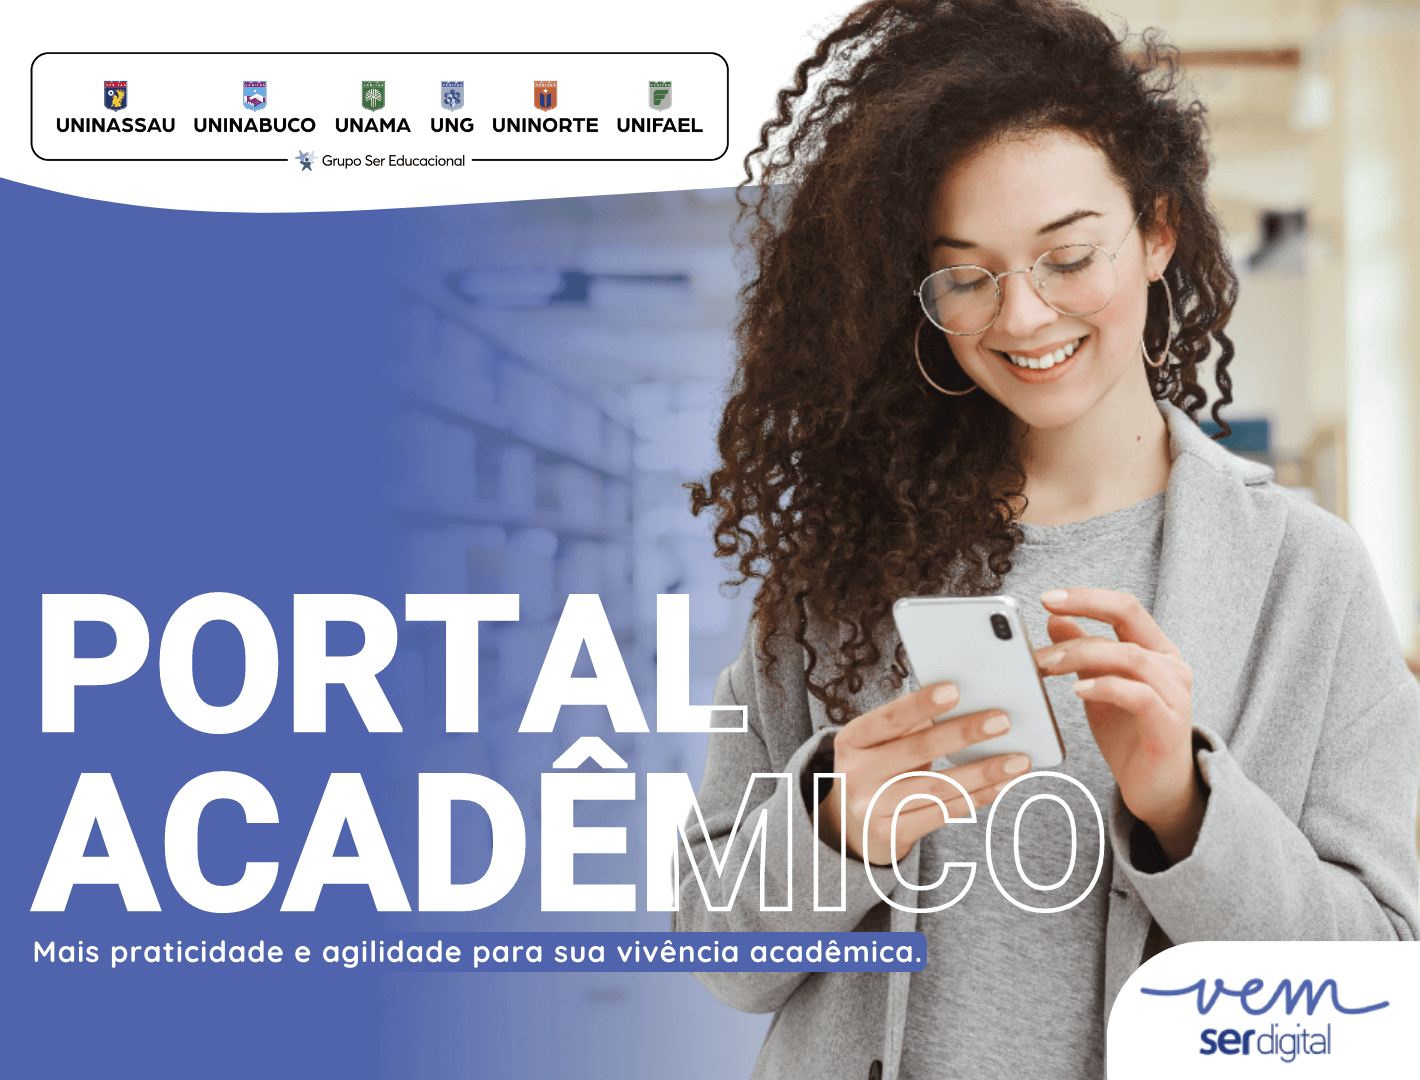 UNINASSAU UNINABUCO UNAMA UNG UNINORTE UNIFAEL
Grupo Ser Educacional
PORTAL
ACADÊMICO
Mais praticidade e agilidade para sua vivência acadêmica.
vem
serdigital